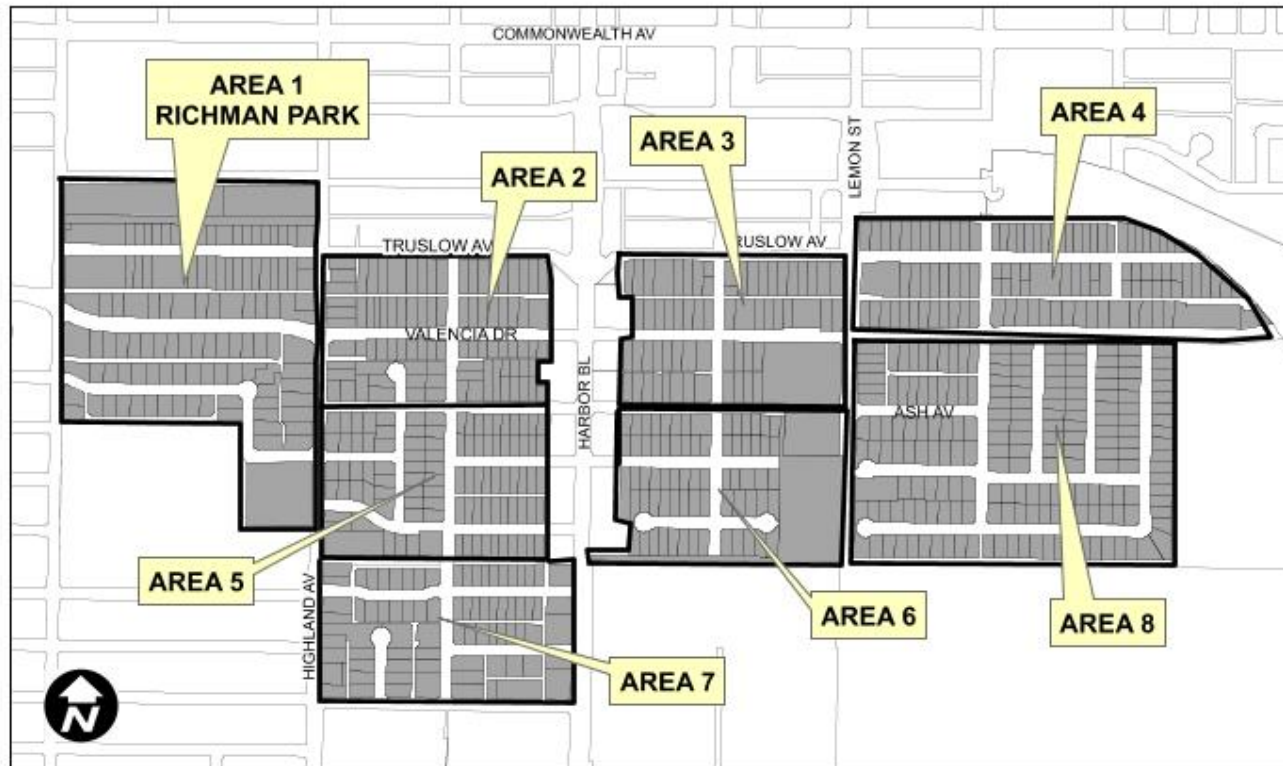 COMMONWEALTH AV
AREA 1
RICHMAN PARK
AREA 4
AREA 3
LEMON ST
AREA 2
TRUSLOW AV
RUSLOW AV
VALENCIA DR
HARBOR BL
ASH AV
AREA 5
HIGHLAND AV
AREA 6
AREA 8
AREA 7
N